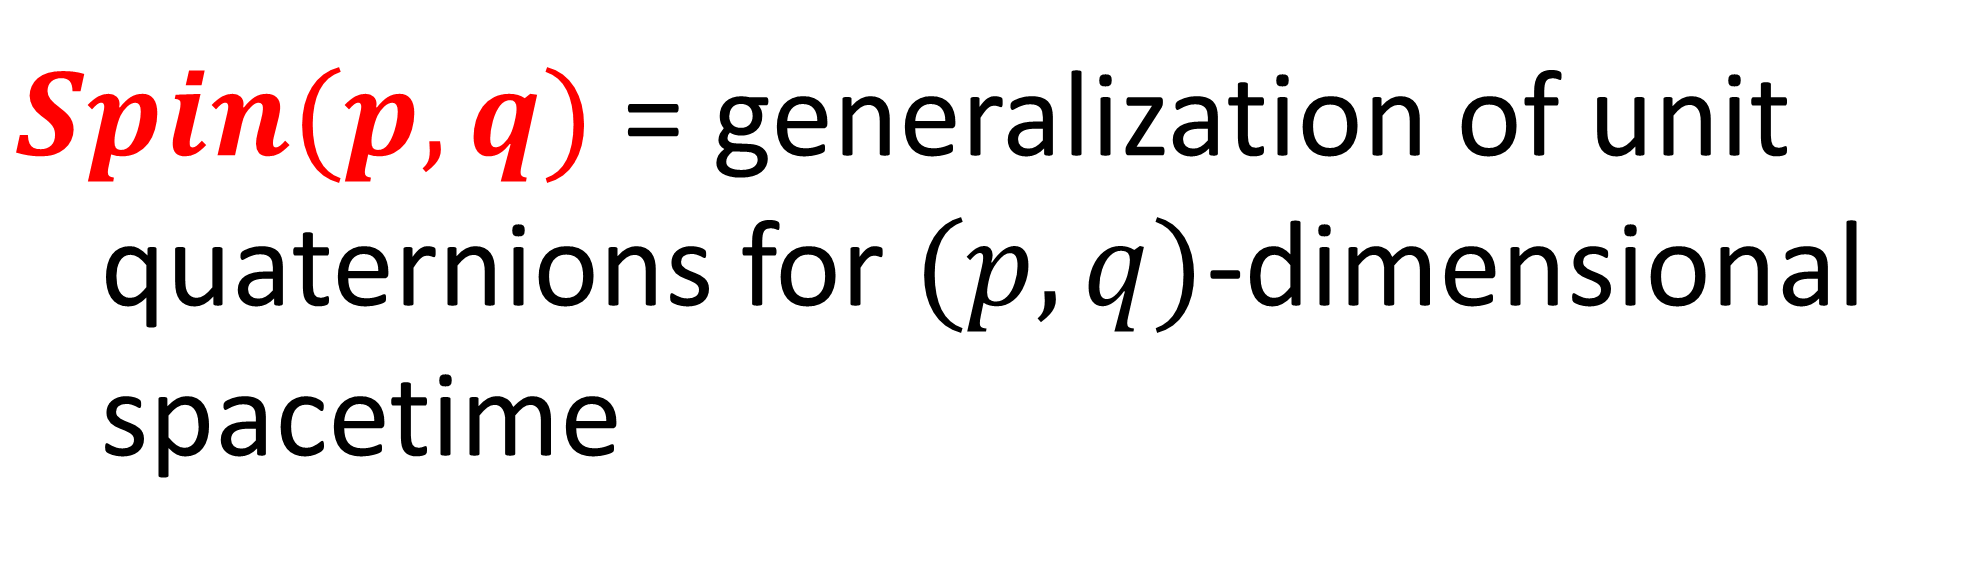 Spin(p, q) = generalization of unit
quaternions for (p, q)-dimensional
spacetime